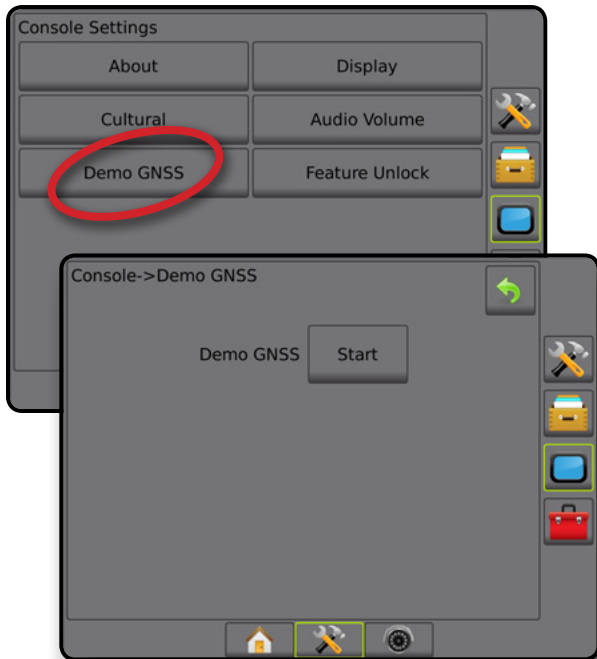 Console Settings
About
Display
Cultural
Audio Volume
Demo GNSS
Feature Unlock
Console->Demo GNSS
Demo GNSS
Start